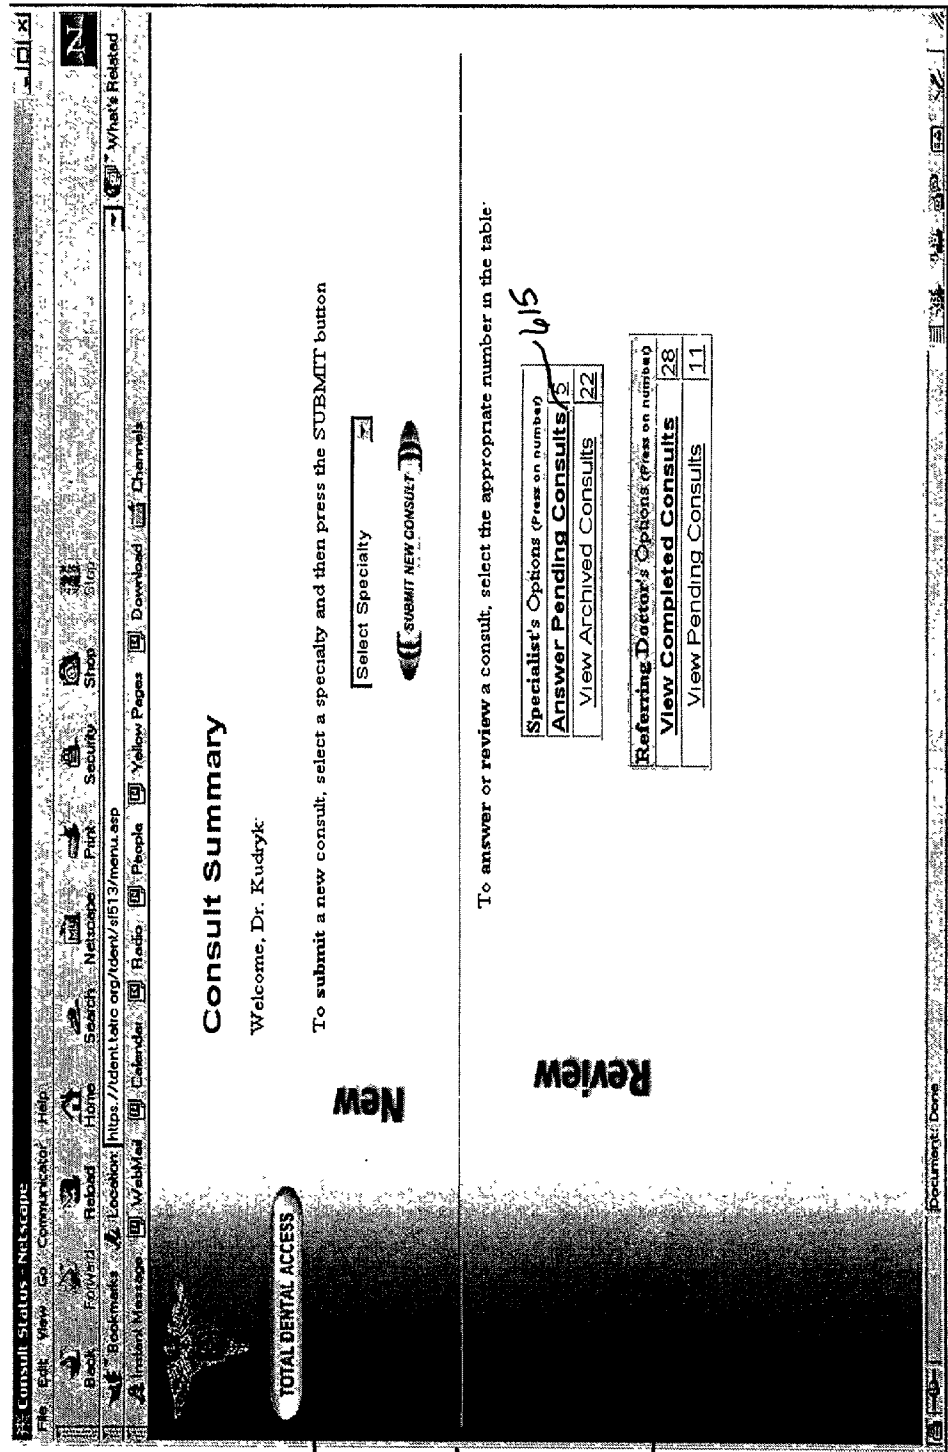 Consult Status - Netscape
File Edit View Go Communicator Help
Back Forward Reload Home Search Netscape Print Security Shop Stop
Bookmarks Location: https://tdent.tatrc.org/tdent/sf513/menu.asp What's Related
Instant Message WebMail Calendar Radio People Yellow Pages Download Channels
TOTAL DENTAL ACCESS
Consult Summary
Welcome, Dr. Kudryk:
New
To submit a new consult, select a specialty and then press the SUBMIT button
Select Specialty
SUBMIT NEW CONSULT
Review
To answer or review a consult, select the appropriate number in the table:
Specialist's Options (Press on number)
Answer Pending Consults 5
615
View Archived Consults 22
Referring Doctor's Options (Press on number)
View Completed Consults 28
View Pending Consults 11
Document: Done